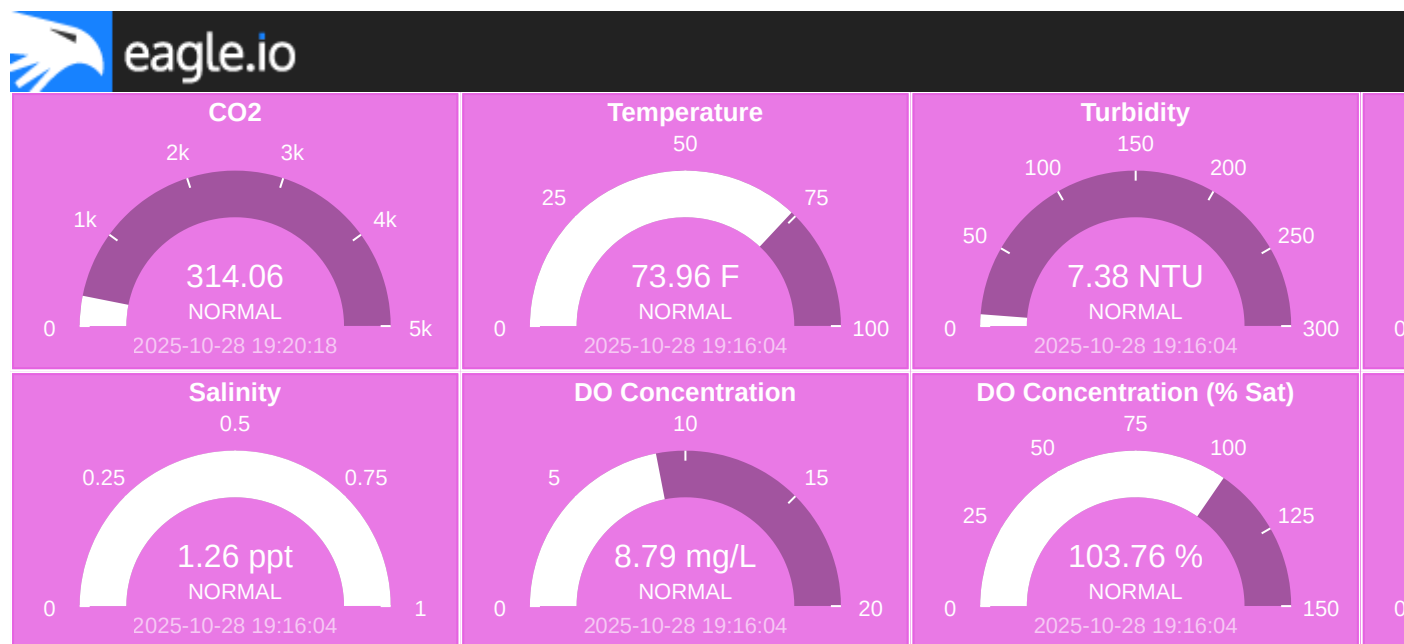 eagle.io
CO2
2k
3k
1k
4k
314.06
NORMAL
0
5k
2025-10-28 19:20:18
Temperature
50
25
75
73.96 F
NORMAL
0
100
2025-10-28 19:16:04
Turbidity
150
100
200
50
250
7.38 NTU
NORMAL
0
300
2025-10-28 19:16:04
0
Salinity
0.5
0.25
0.75
1.26 ppt
NORMAL
0
1
2025-10-28 19:16:04
DO Concentration
10
5
15
8.79 mg/L
NORMAL
0
20
2025-10-28 19:16:04
DO Concentration (% Sat)
75
50
100
25
125
103.76 %
NORMAL
0
150
2025-10-28 19:16:04
0